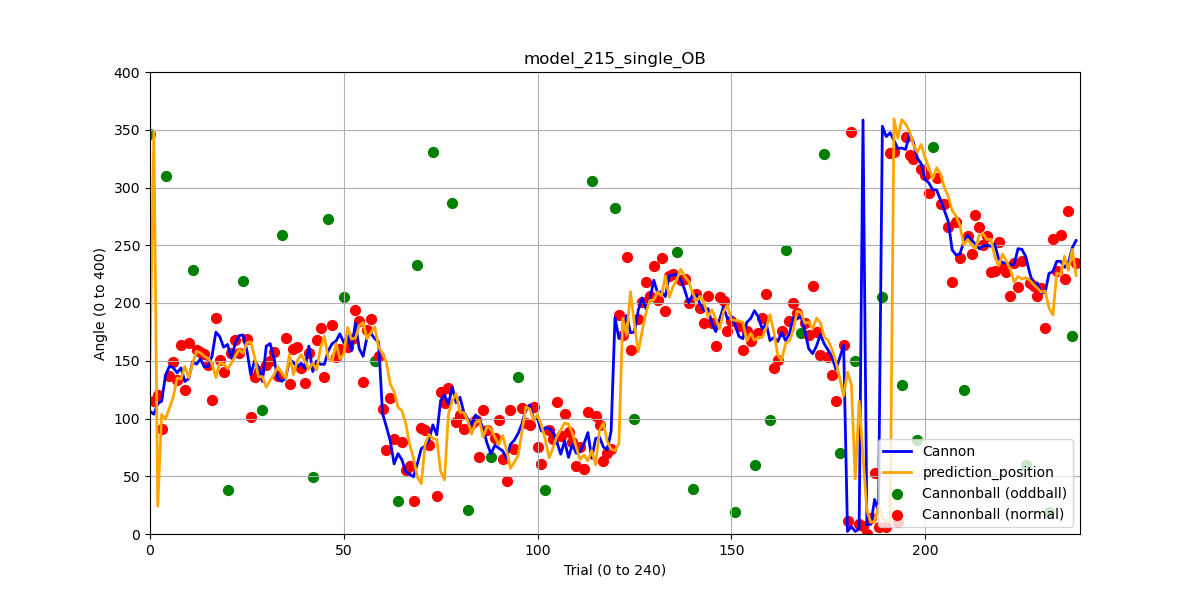 model_215_single_OB
Angle (0 to 400)
400
350
300
250
200
150
100
50
0
0
50
100
150
200
Trial (0 to 240)
Cannon
prediction_position
Cannonball (oddball)
Cannonball (normal)